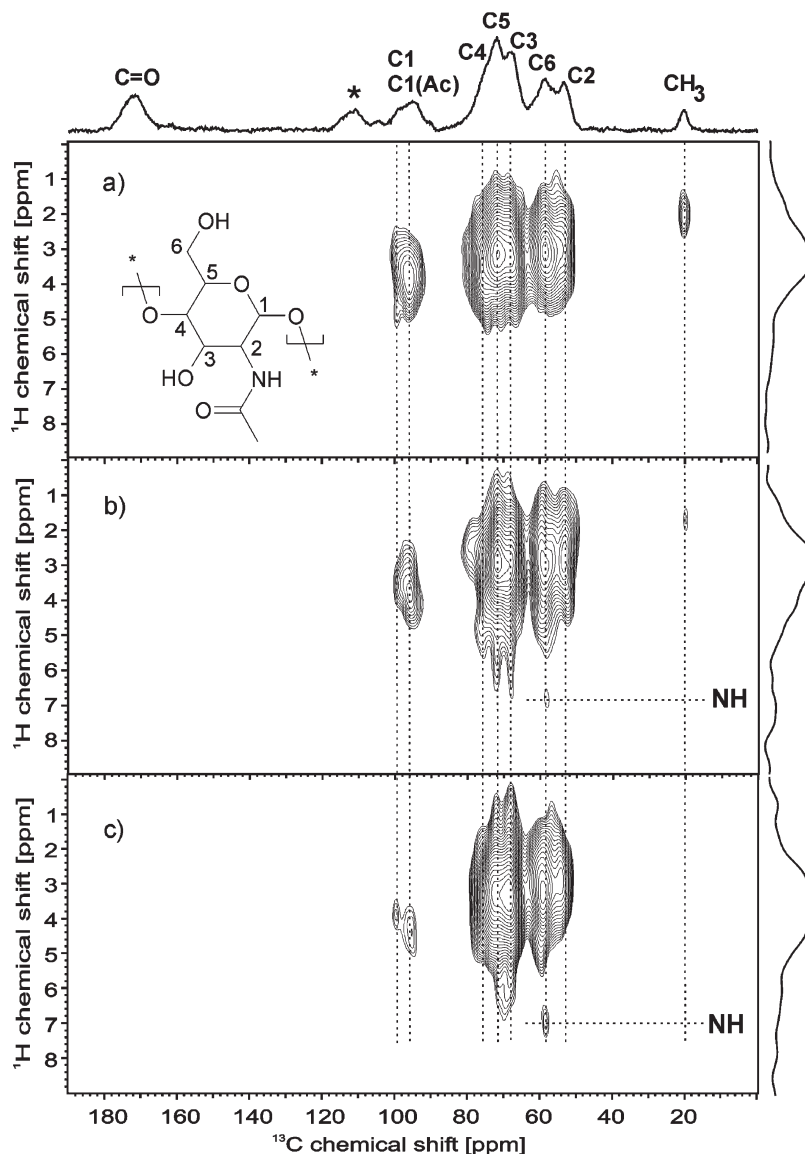 C5
C4
C3
C1
C1(Ac)
C6
C2
C=O
*
CH3
a)
1
2
3
4
5
6
7
8
¹H chemical shift [ppm]
OH
6
*
5
O
O
4
1
O
3
2
HO
NH
*
O
b)
1
2
3
4
5
6
7
8
¹H chemical shift [ppm]
NH
c)
1
2
3
4
5
6
7
8
¹H chemical shift [ppm]
NH
180 160 140 120 100 80 60 40 20
¹³C chemical shift [ppm]